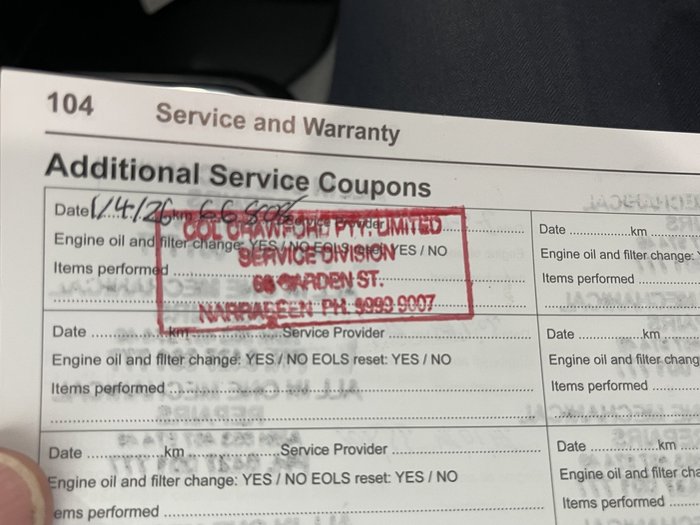 104 Service and Warranty
Additional Service Coupons
Date 1/4/26 km 66 808
COL CRAWFORD PTY LIMITED
Engine oil and filter change: YES / NO EOLS reset: YES / NO
SERVICE DIVISION
Items performed
66 GARDEN ST.
NARRABEEN PH. 9999 9007
Date km
Engine oil and filter change:
Items performed
Date km Service Provider
Engine oil and filter change: YES / NO EOLS reset: YES / NO
Items performed
Date km
Engine oil and filter chang
Items performed
Date km Service Provider
Engine oil and filter change: YES / NO EOLS reset: YES / NO
ems performed
Date km
Engine oil and filter cha
Items performed